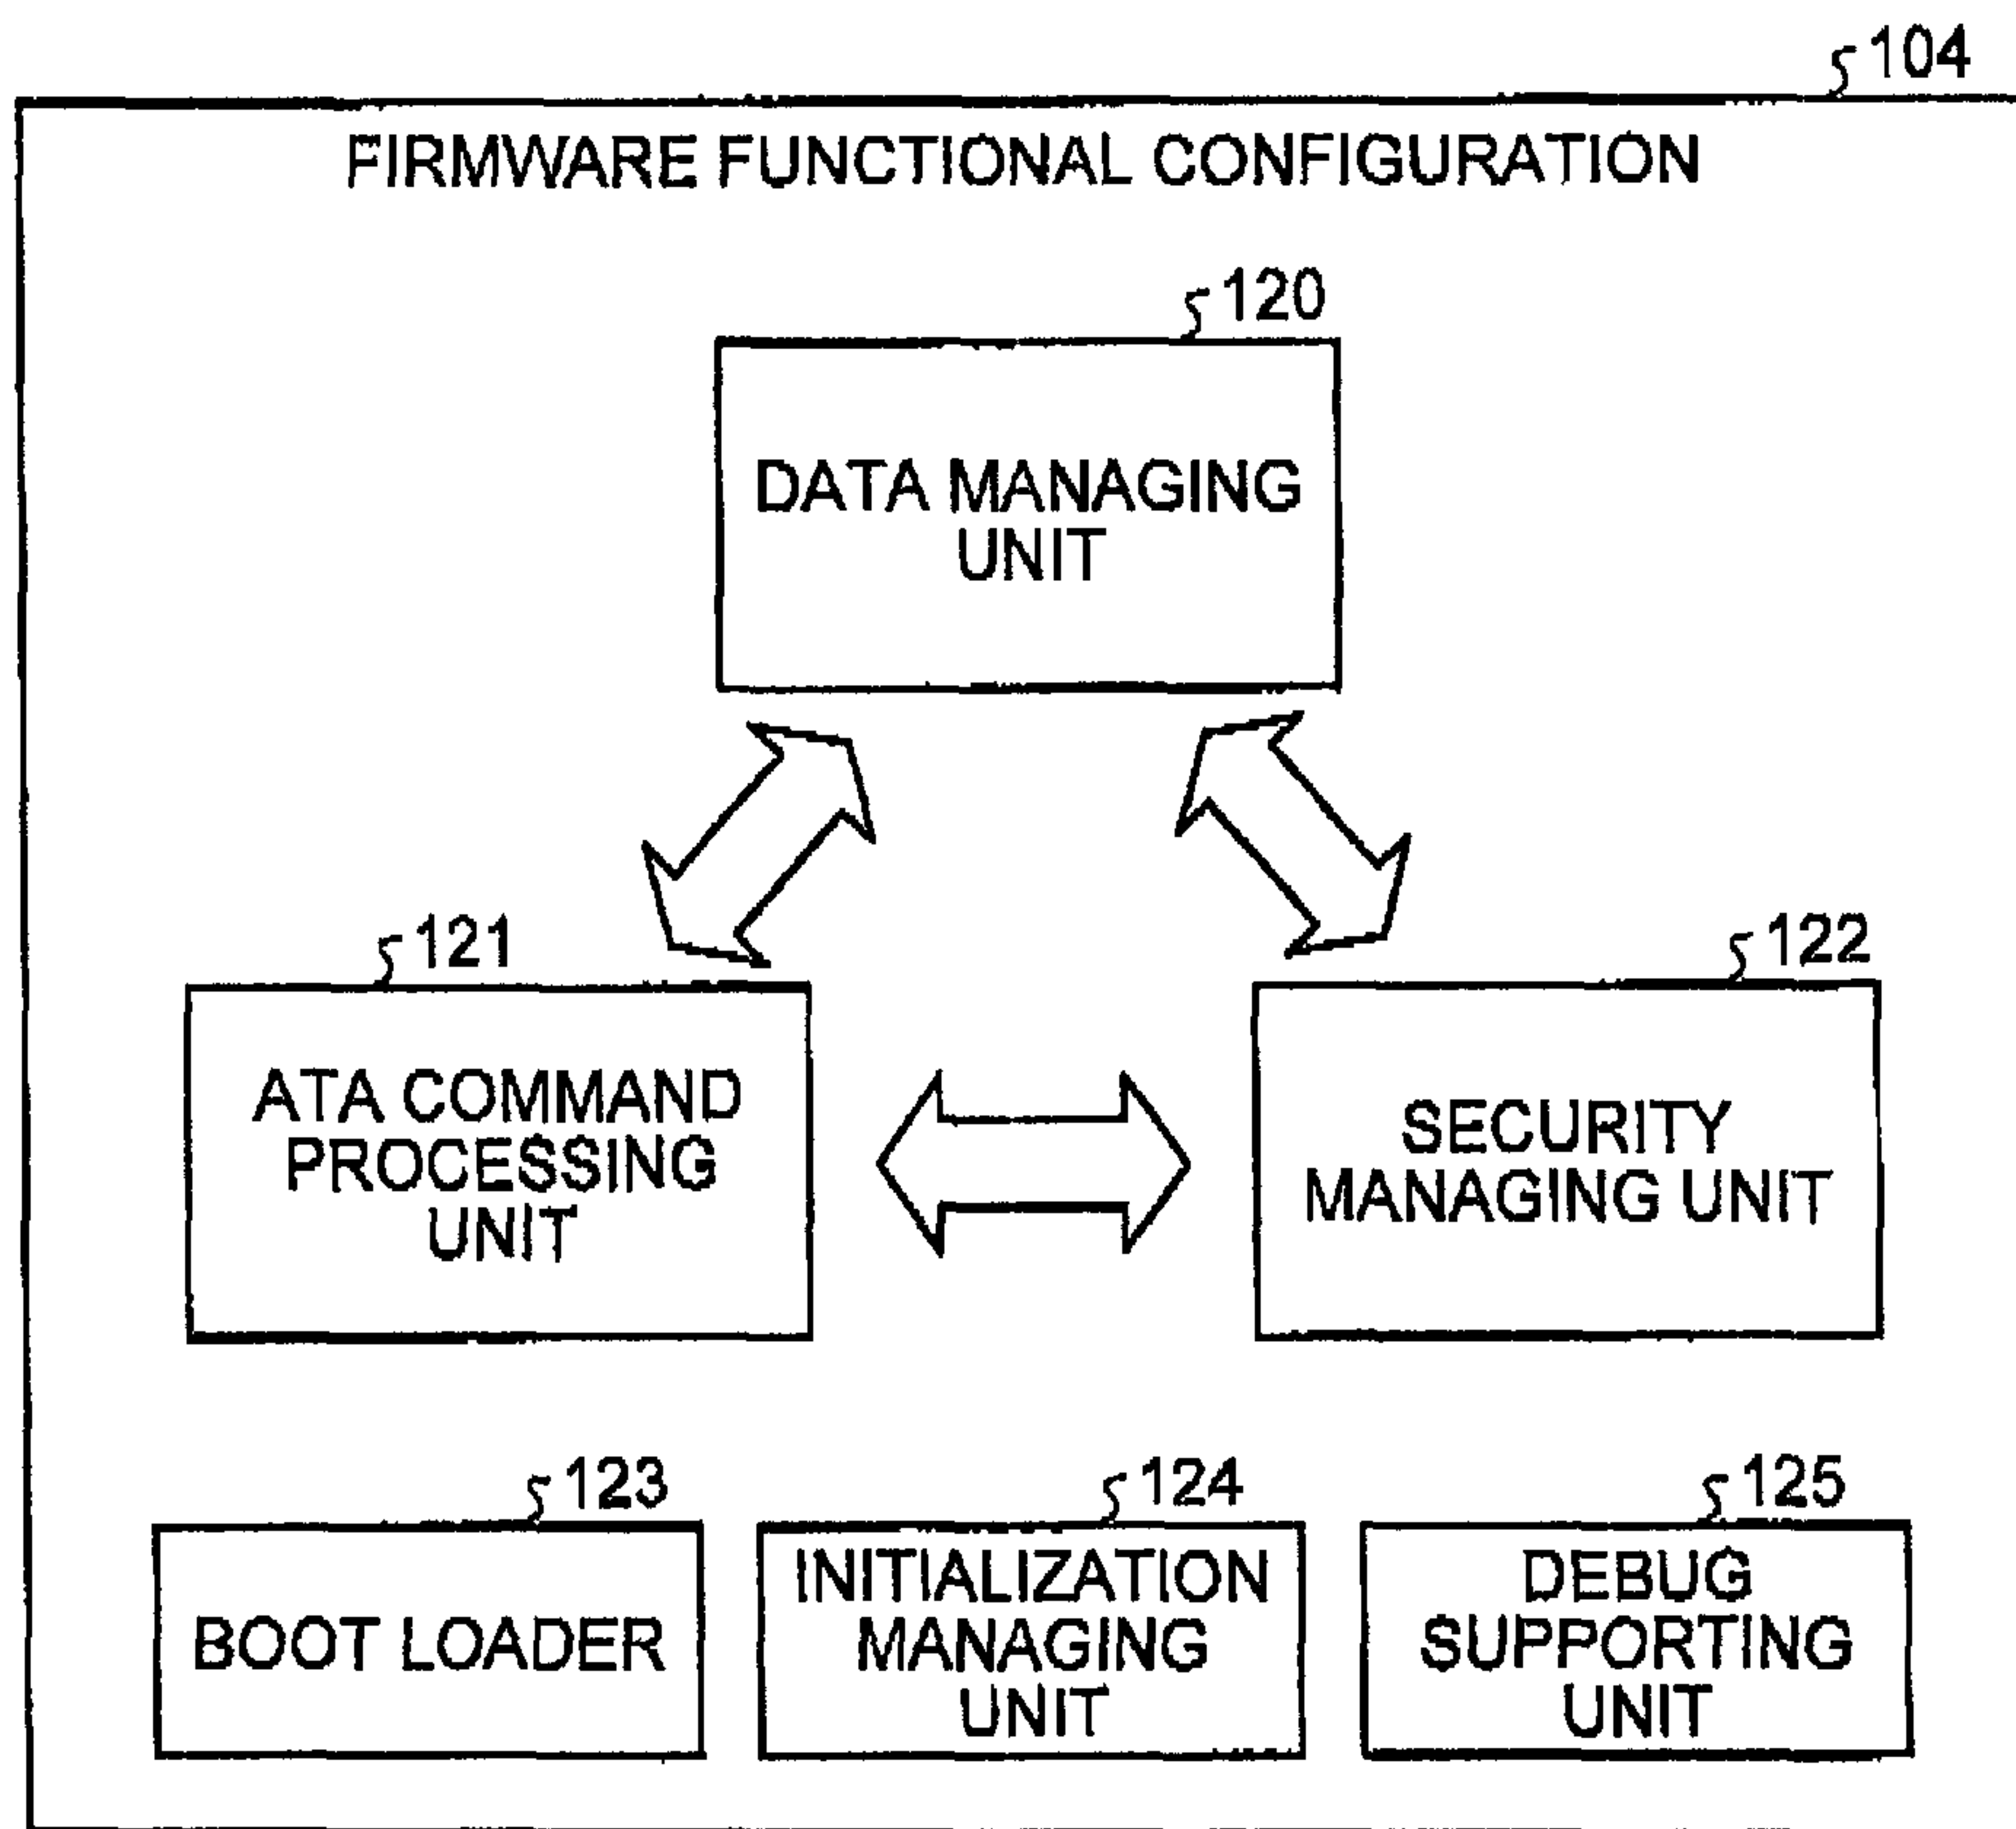 104
FIRMWARE FUNCTIONAL CONFIGURATION
120
DATA MANAGING
UNIT
121
122
ATA COMMAND
PROCESSING
UNIT
SECURITY
MANAGING UNIT
123
124
125
BOOT LOADER
INITIALIZATION
MANAGING
UNIT
DEBUG
SUPPORTING
UNIT